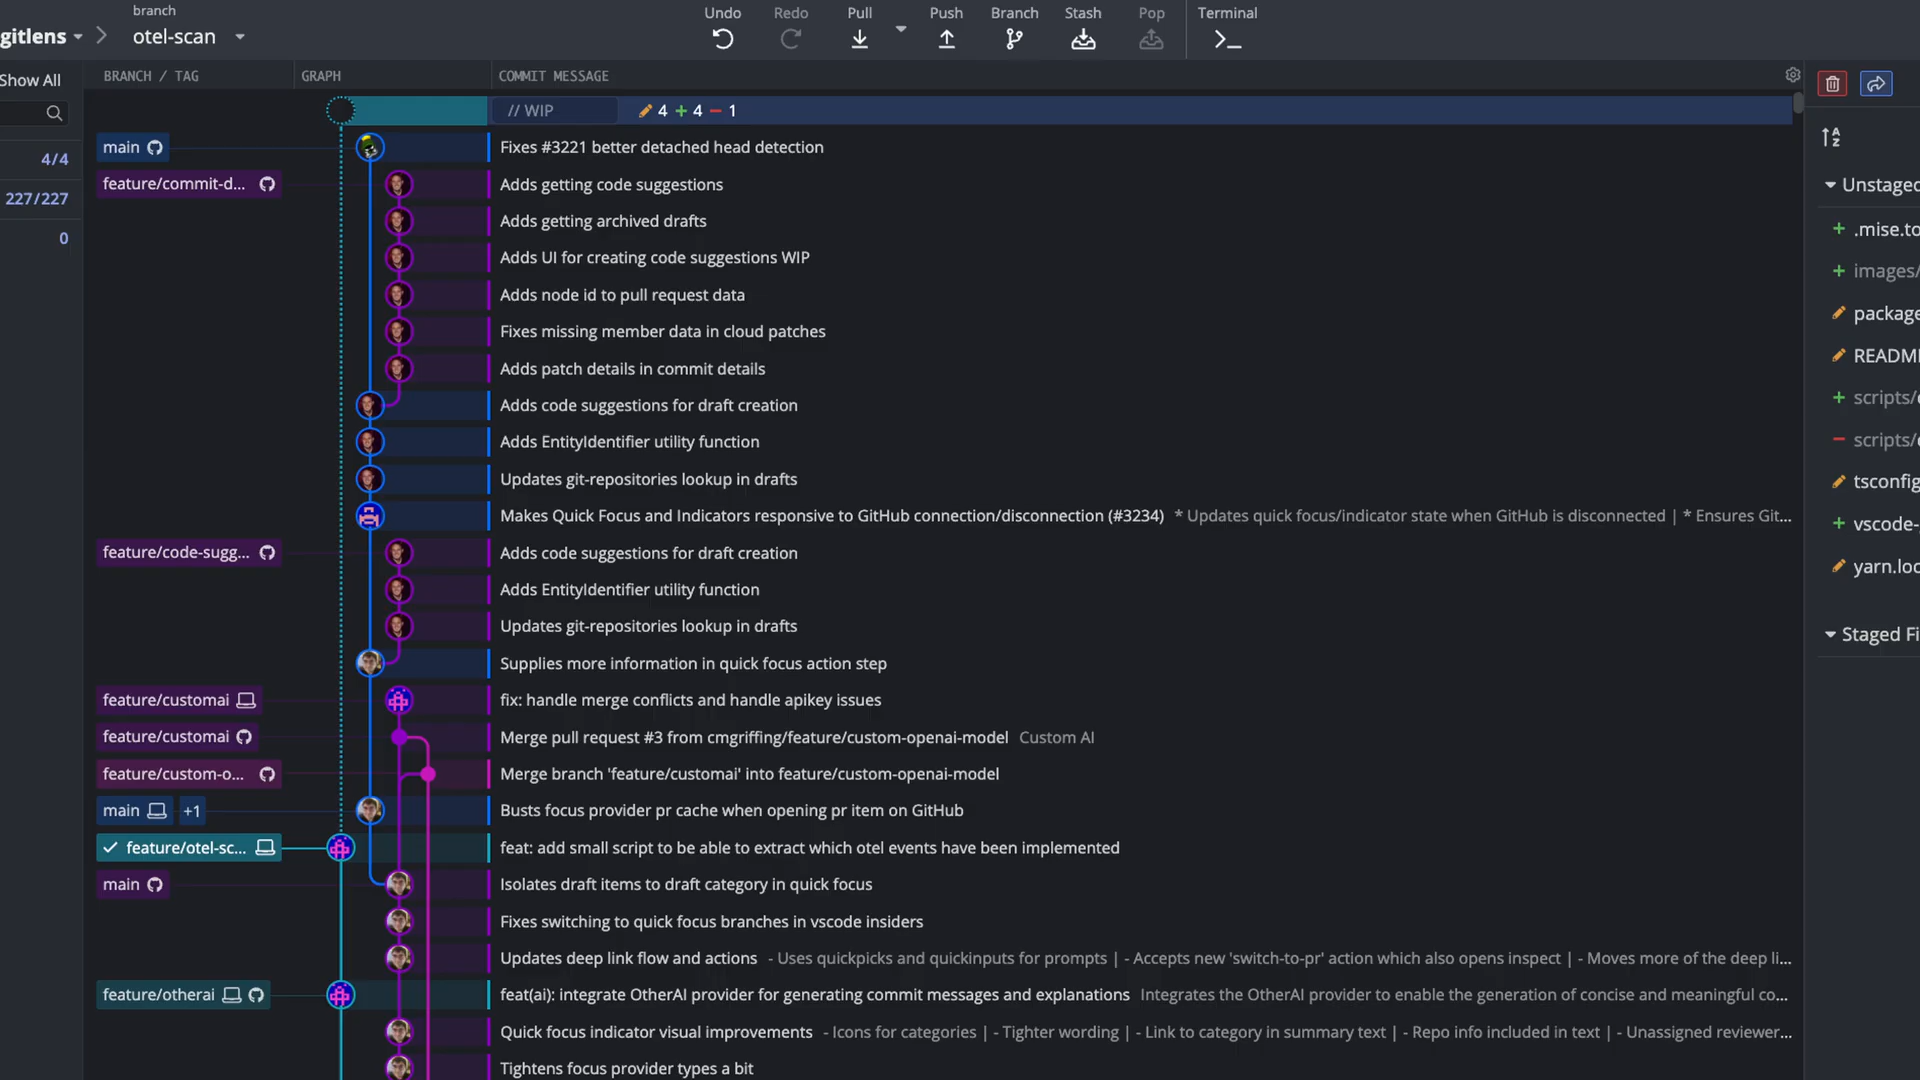 branch
gitlens
otel-scan
Undo
Redo
Pull
Push
Branch
Stash
Pop
Terminal
Show All
BRANCH / TAG
GRAPH
COMMIT MESSAGE
4/4
227/227
0
// WIP 4 4 1
main Fixes #3221 better detached head detection
feature/commit-d... Adds getting code suggestions
Adds getting archived drafts
Adds UI for creating code suggestions WIP
Adds node id to pull request data
Fixes missing member data in cloud patches
Adds patch details in commit details
Adds code suggestions for draft creation
Adds EntityIdentifier utility function
Updates git-repositories lookup in drafts
Makes Quick Focus and Indicators responsive to GitHub connection/disconnection (#3234) * Updates quick focus/indicator state when GitHub is disconnected | * Ensures Git...
feature/code-sugg... Adds code suggestions for draft creation
Adds EntityIdentifier utility function
Updates git-repositories lookup in drafts
Supplies more information in quick focus action step
feature/customai fix: handle merge conflicts and handle apikey issues
feature/customai Merge pull request #3 from cmgriffing/feature/custom-openai-model Custom AI
feature/custom-o... Merge branch 'feature/customai' into feature/custom-openai-model
main +1 Busts focus provider pr cache when opening pr item on GitHub
feature/otel-sc... feat: add small script to be able to extract which otel events have been implemented
main Isolates draft items to draft category in quick focus
Fixes switching to quick focus branches in vscode insiders
Updates deep link flow and actions - Uses quickpicks and quickinputs for prompts | - Accepts new 'switch-to-pr' action which also opens inspect | - Moves more of the deep li...
feature/otherai feat(ai): integrate OtherAI provider for generating commit messages and explanations Integrates the OtherAI provider to enable the generation of concise and meaningful co...
Quick focus indicator visual improvements - Icons for categories | - Tighter wording | - Link to category in summary text | - Repo info included in text | - Unassigned reviewer...
Tightens focus provider types a bit
Unstaged
.mise.to
images/
package
READM
scripts/
scripts/
tsconfig
vscode-
yarn.loc
Staged Fi